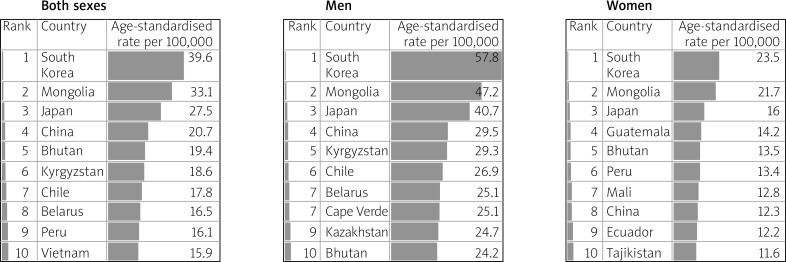 Both sexes
Rank Country Age-standardised
rate per 100,000
1 South 39.6
Korea
2 Mongolia 33.1
3 Japan 27.5
4 China 20.7
5 Bhutan 19.4
6 Kyrgyzstan 18.6
7 Chile 17.8
8 Belarus 16.5
9 Peru 16.1
10 Vietnam 15.9
Men
Rank Country Age-standardised
rate per 100,000
1 South 57.8
Korea
2 Mongolia 47.2
3 Japan 40.7
4 China 29.5
5 Kyrgyzstan 29.3
6 Chile 26.9
7 Belarus 25.1
7 Cape Verde 25.1
9 Kazakhstan 24.7
10 Bhutan 24.2
Women
Rank Country Age-standardised
rate per 100,000
1 South 23.5
Korea
2 Mongolia 21.7
3 Japan 16
4 Guatemala 14.2
5 Bhutan 13.5
6 Peru 13.4
7 Mali 12.8
8 China 12.3
9 Ecuador 12.2
10 Tajikistan 11.6